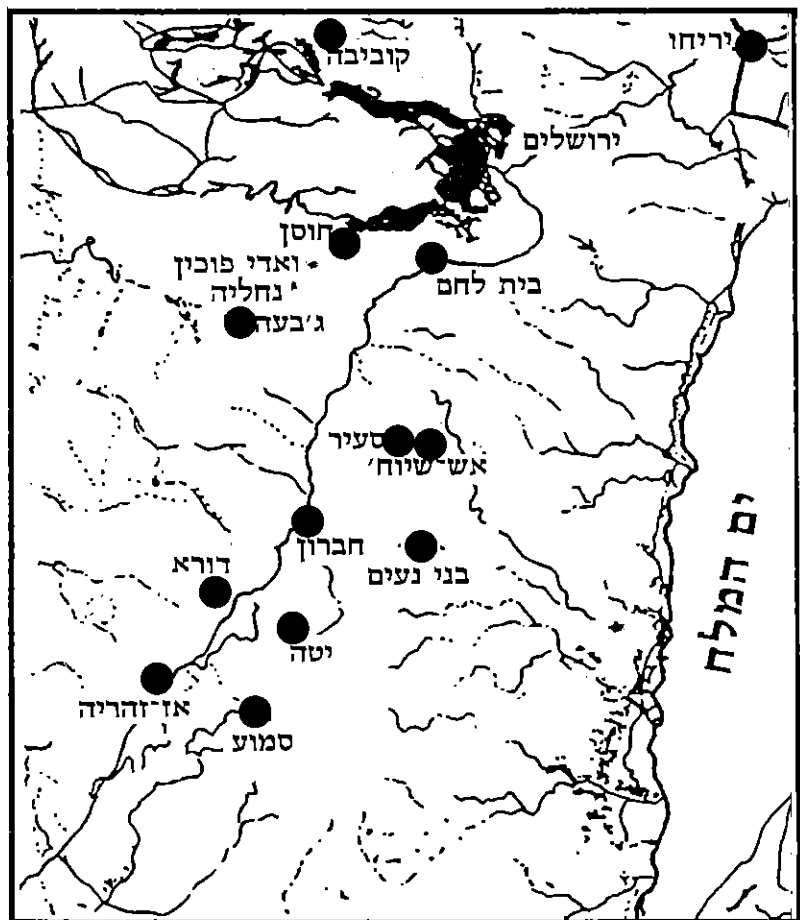 קוביבה
יריחו
ירושלים
חוסן
ואדי פוכין
נחליה
בית לחם
ג'בעה
סעיר
אש־שיוח'
חברון
בני נעים
דורא
יטה
אז־זהריה
סמוע
ים המלח